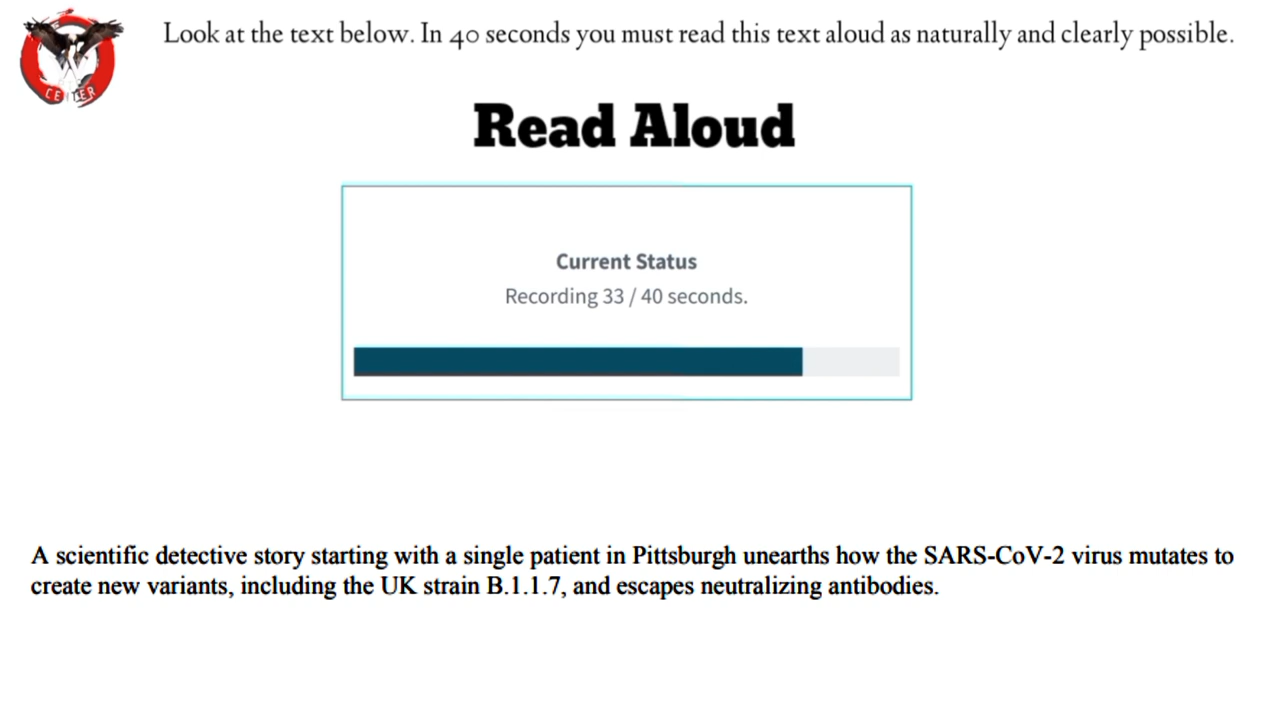 CENTER
Look at the text below. In 40 seconds you must read this text aloud as naturally and clearly possible.
Read Aloud
Current Status
Recording 33 / 40 seconds.
A scientific detective story starting with a single patient in Pittsburgh unearths how the SARS-CoV-2 virus mutates to
create new variants, including the UK strain B.1.1.7, and escapes neutralizing antibodies.